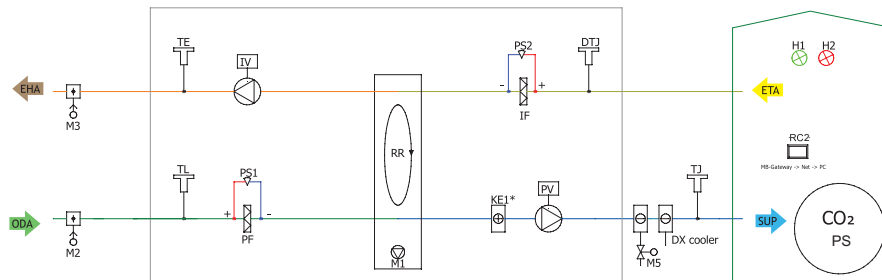 TE
IV
PS2
DTJ
H1
H2
EHA
-
+
ETA
M3
IF
RC2
RR
MB-Gateway -> Net -> PC
TL
PS1
TJ
KE1*
PV
ODA
+
-
SUP
CO2
PS
M2
PF
M1
M5
DX cooler